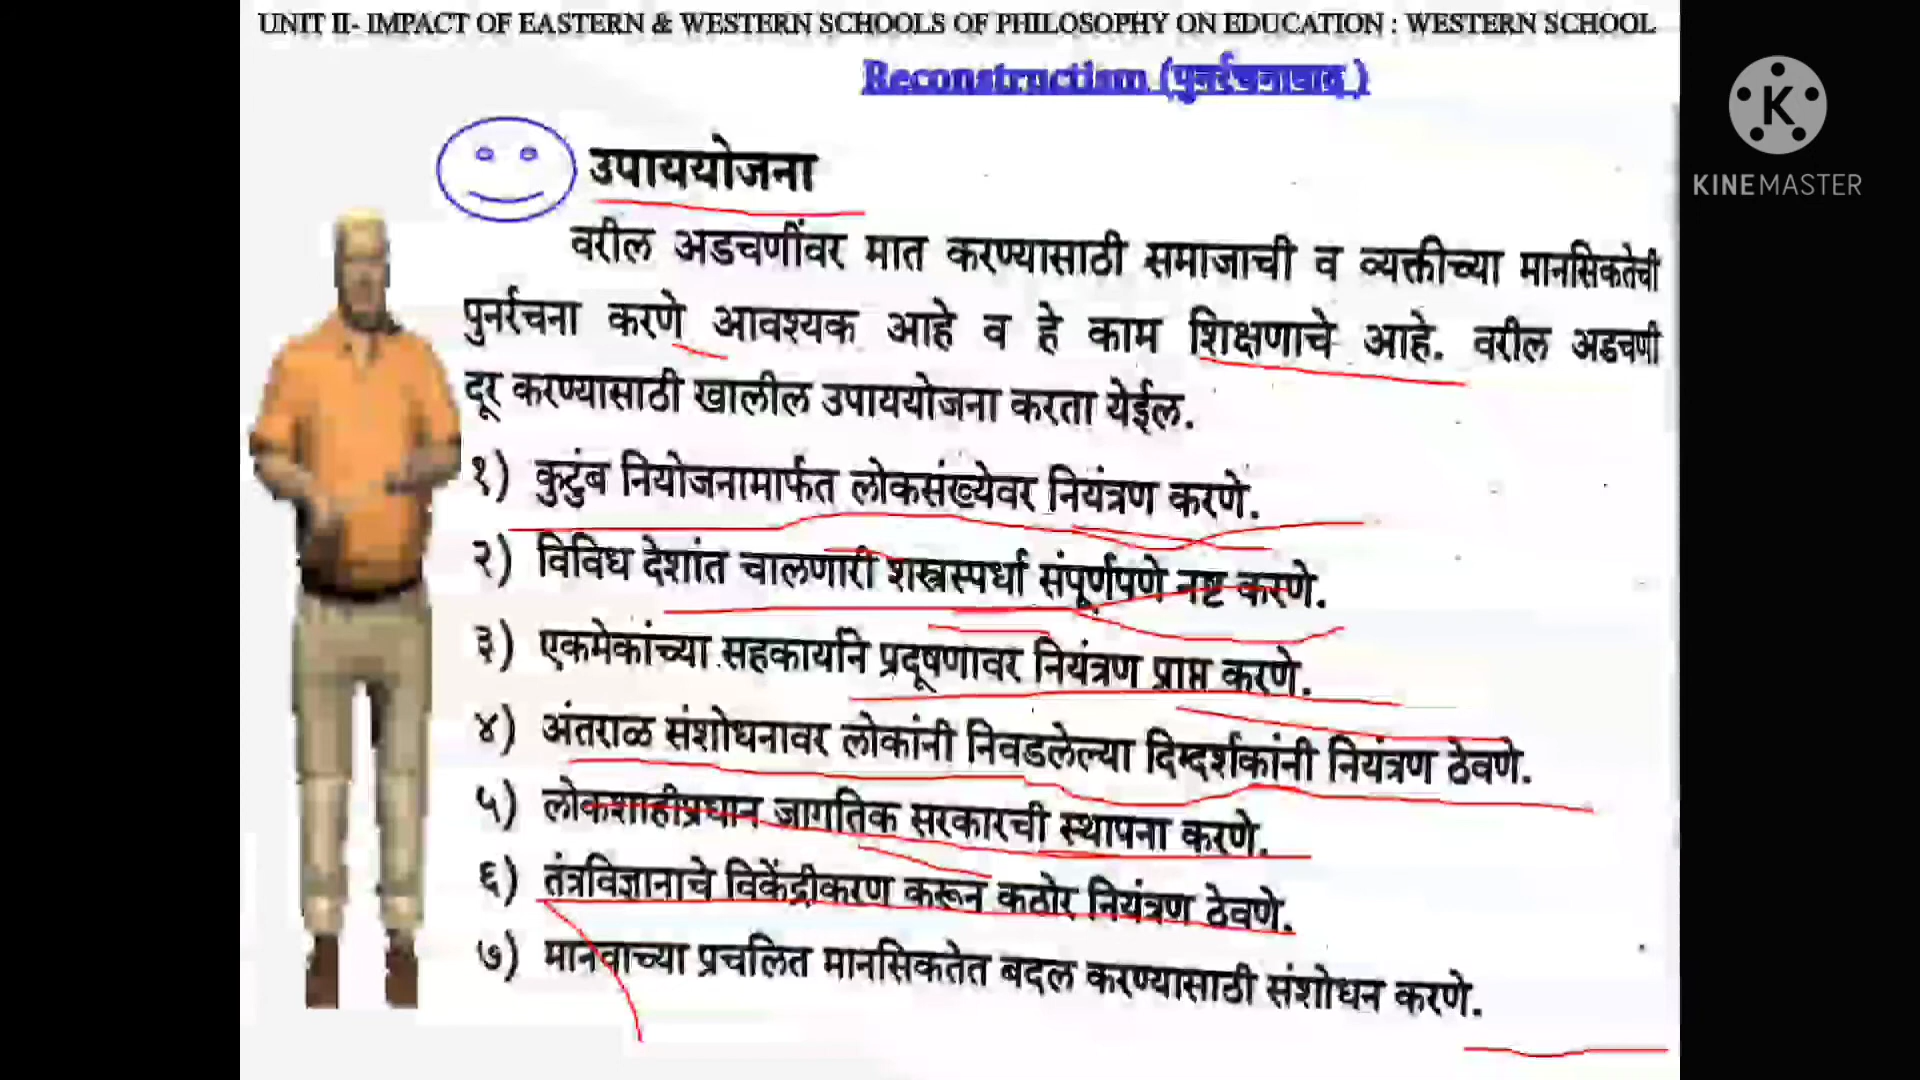 UNIT II- IMPACT OF EASTERN & WESTERN SCHOOLS OF PHILOSOPHY ON EDUCATION : WESTERN SCHOOL
Reconstructism (पुनर्रचनावाद )
KINEMASTER
उपाययोजना
वरील अडचणींवर मात करण्यासाठी समाजाची व व्यक्तीच्या मानसिकतेची
पुनर्रचना करणे आवश्यक आहे व हे काम शिक्षणाचे आहे. वरील अडचणी
दूर करण्यासाठी खालील उपाययोजना करता येईल.
१) कुटुंब नियोजनामार्फत लोकसंख्येवर नियंत्रण करणे.
२) विविध देशांत चालणारी शस्त्रस्पर्धा संपूर्णपणे नष्ट करणे.
३) एकमेकांच्या सहकार्याने प्रदूषणावर नियंत्रण प्राप्त करणे.
४) अंतराळ संशोधनावर लोकांनी निवडलेल्या दिग्दर्शकांनी नियंत्रण ठेवणे.
५) लोकशाहीप्रधान जागतिक सरकारची स्थापना करणे.
६) तंत्रविज्ञानाचे विकेंद्रीकरण करून कठोर नियंत्रण ठेवणे.
७) मानवाच्या प्रचलित मानसिकतेत बदल करण्यासाठी संशोधन करणे.